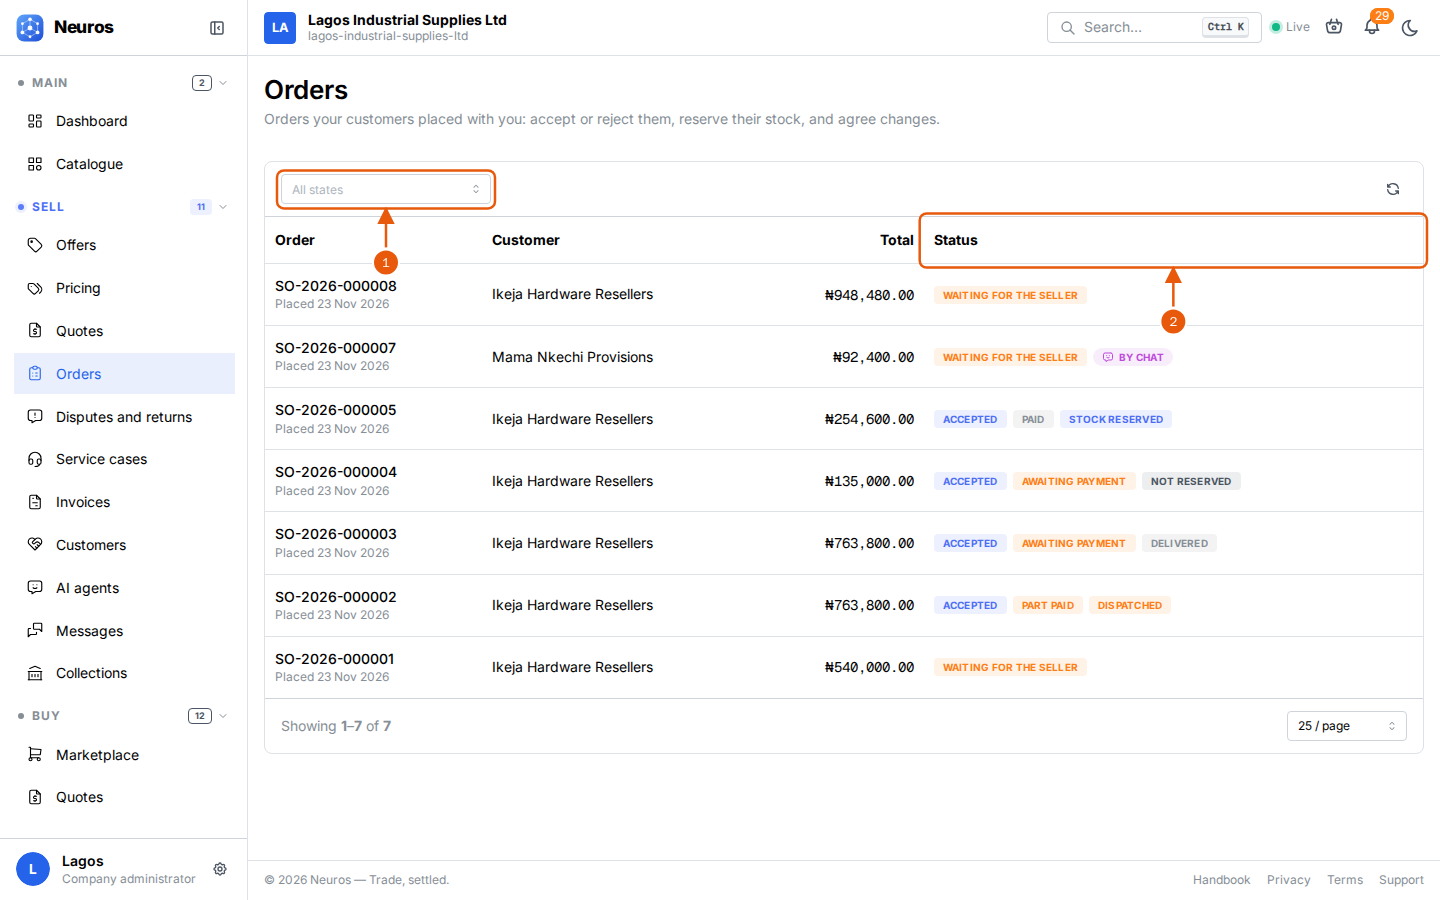 Neuros
LA
Lagos Industrial Supplies Ltd
lagos-industrial-supplies-ltd
Search...
Ctrl K
Live
29
MAIN
2
Dashboard
Catalogue
SELL
11
Offers
Pricing
Quotes
Orders
Disputes and returns
Service cases
Invoices
Customers
AI agents
Messages
Collections
BUY
12
Marketplace
Quotes
L
Lagos
Company administrator
Orders
Orders your customers placed with you: accept or reject them, reserve their stock, and agree changes.
All states
Order
Customer
Total
Status
1
2
SO-2026-000008
Placed 23 Nov 2026
Ikeja Hardware Resellers
₦948,480.00
WAITING FOR THE SELLER
SO-2026-000007
Placed 23 Nov 2026
Mama Nkechi Provisions
₦92,400.00
WAITING FOR THE SELLER
BY CHAT
SO-2026-000005
Placed 23 Nov 2026
Ikeja Hardware Resellers
₦254,600.00
ACCEPTED
PAID
STOCK RESERVED
SO-2026-000004
Placed 23 Nov 2026
Ikeja Hardware Resellers
₦135,000.00
ACCEPTED
AWAITING PAYMENT
NOT RESERVED
SO-2026-000003
Placed 23 Nov 2026
Ikeja Hardware Resellers
₦763,800.00
ACCEPTED
AWAITING PAYMENT
DELIVERED
SO-2026-000002
Placed 23 Nov 2026
Ikeja Hardware Resellers
₦763,800.00
ACCEPTED
PART PAID
DISPATCHED
SO-2026-000001
Placed 23 Nov 2026
Ikeja Hardware Resellers
₦540,000.00
WAITING FOR THE SELLER
Showing 1–7 of 7
25 / page
© 2026 Neuros — Trade, settled.
Handbook
Privacy
Terms
Support